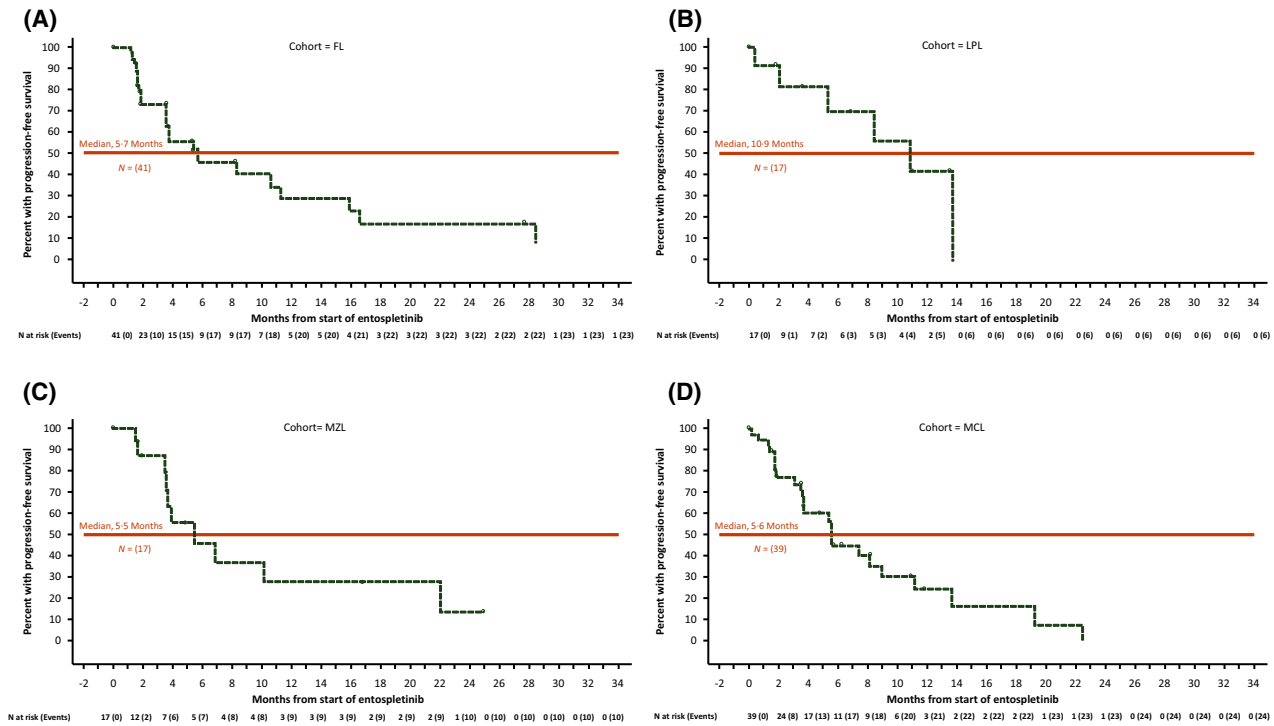 (A)
Cohort = FL
Percent with progression-free survival
100
90
80
70
60
50
40
30
20
10
0
Median, 5·7 Months
N = (41)
-2 0 2 4 6 8 10 12 14 16 18 20 22 24 26 28 30 32 34
Months from start of entospletinib
N at risk (Events) 41 (0) 23 (10) 15 (15) 9 (17) 9 (17) 7 (18) 5 (20) 5 (20) 4 (21) 3 (22) 3 (22) 3 (22) 3 (22) 2 (22) 2 (22) 1 (23) 1 (23) 1 (23)
(B)
Cohort = LPL
Percent with progression-free survival
100
90
80
70
60
50
40
30
20
10
0
Median, 10·9 Months
N = (17)
-2 0 2 4 6 8 10 12 14 16 18 20 22 24 26 28 30 32 34
Months from start of entospletinib
N at risk (Events) 17 (0) 9 (1) 7 (2) 6 (3) 5 (3) 4 (4) 2 (5) 0 (6) 0 (6) 0 (6) 0 (6) 0 (6) 0 (6) 0 (6) 0 (6) 0 (6) 0 (6) 0 (6)
(C)
Cohort= MZL
Percent with progression-free survival
100
90
80
70
60
50
40
30
20
10
0
Median, 5·5 Months
N = (17)
-2 0 2 4 6 8 10 12 14 16 18 20 22 24 26 28 30 32 34
Months from start of entospletinib
N at risk (Events) 17 (0) 12 (2) 7 (6) 5 (7) 4 (8) 4 (8) 3 (9) 3 (9) 3 (9) 2 (9) 2 (9) 2 (9) 1 (10) 0 (10) 0 (10) 0 (10) 0 (10) 0 (10)
(D)
Cohort = MCL
Percent with progression-free survival
100
90
80
70
60
50
40
30
20
10
0
Median, 5·6 Months
N = (39)
-2 0 2 4 6 8 10 12 14 16 18 20 22 24 26 28 30 32 34
Months from start of entospletinib
N at risk (Events) 39 (0) 24 (8) 17 (13) 11 (17) 9 (18) 6 (20) 3 (21) 2 (22) 2 (22) 2 (22) 1 (23) 1 (23) 1 (23) 0 (24) 0 (24) 0 (24) 0 (24) 0 (24)